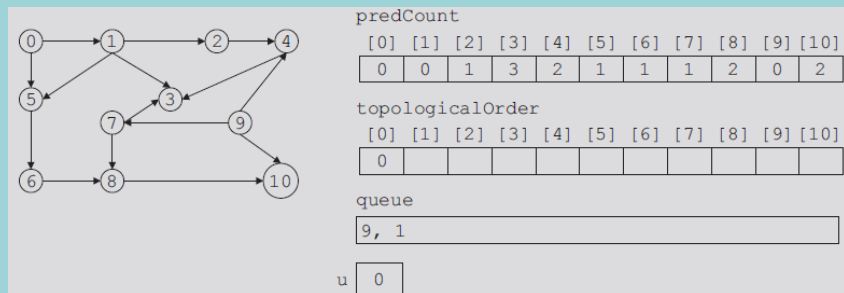 predCount
[0] [1] [2] [3] [4] [5] [6] [7] [8] [9] [10]
0 0 1 3 2 1 1 1 2 0 2
topologicalOrder
[0] [1] [2] [3] [4] [5] [6] [7] [8] [9] [10]
0
queue
9, 1
u 0
0 1 2 4
5 3
7 9
6 8 10